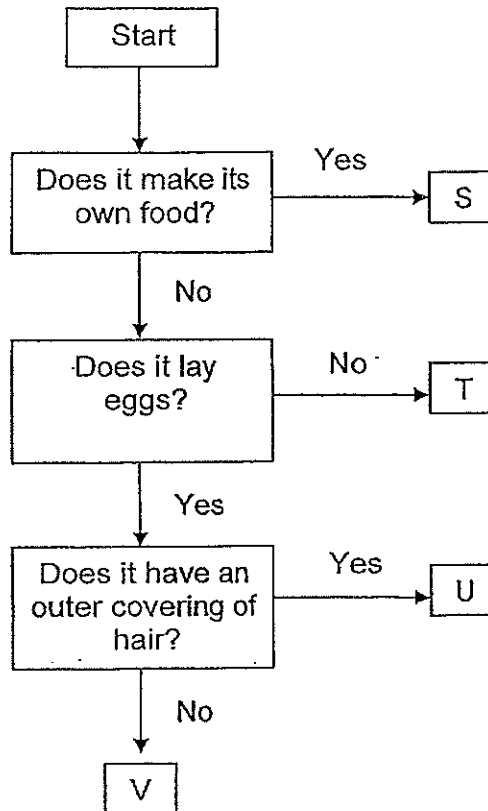 Start
Does it make its
own food?
Yes
S
No
Does it lay
eggs?
No
T
Yes
Does it have an
outer covering of
hair?
Yes
U
No
V